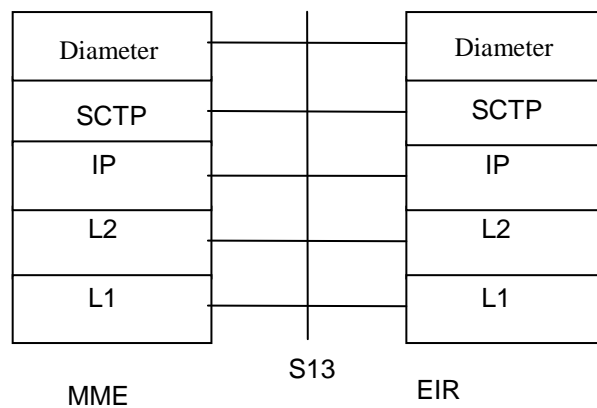 Diameter Diameter
SCTP SCTP
IP IP
L2 L2
L1 L1
S13
MME EIR